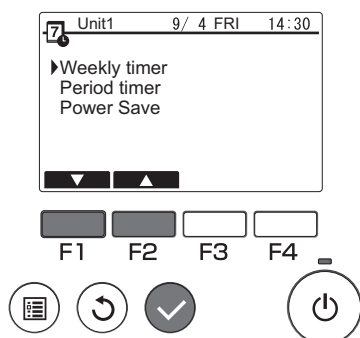 7 Unit1 9/ 4 FRI 14:30
Weekly timer
Period timer
Power Save
F1 F2 F3 F4